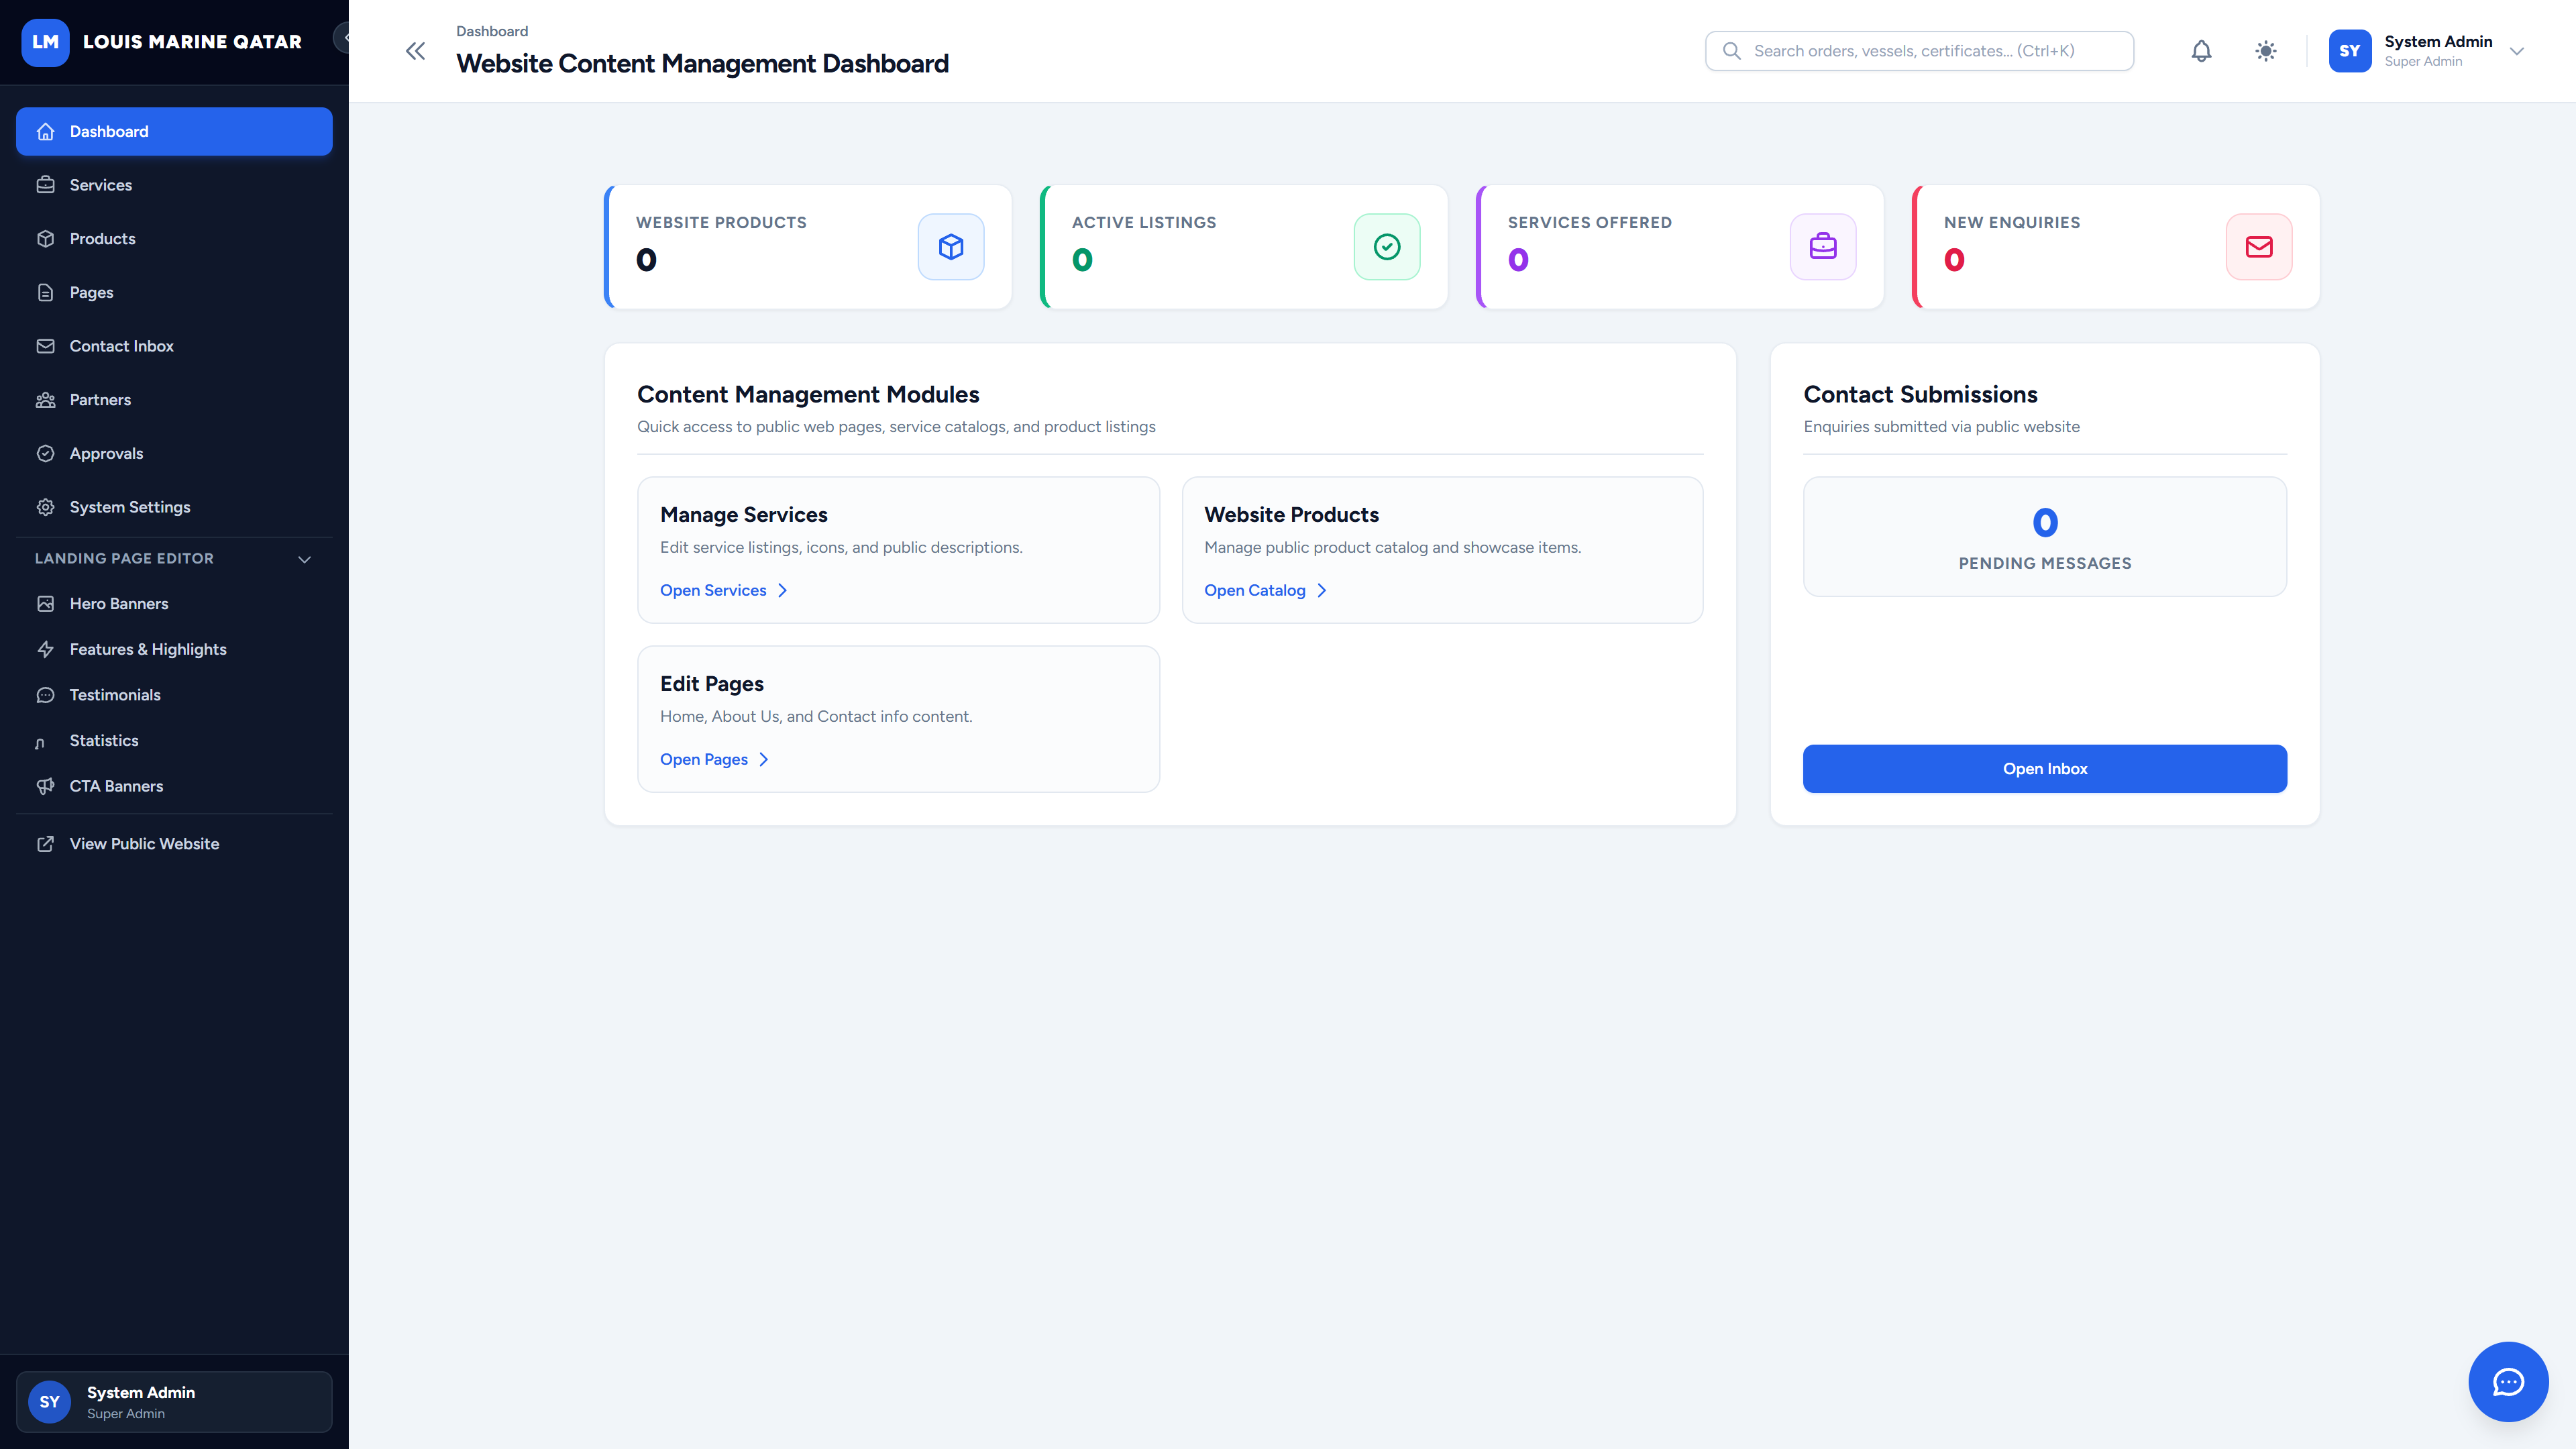 LM
LOUIS MARINE QATAR
Dashboard
Services
Products
Pages
Contact Inbox
Partners
Approvals
System Settings
LANDING PAGE EDITOR
Hero Banners
Features & Highlights
Testimonials
Statistics
CTA Banners
View Public Website
SY
System Admin
Super Admin
Dashboard
Website Content Management Dashboard
Search orders, vessels, certificates... (Ctrl+K)
SY
System Admin
Super Admin
WEBSITE PRODUCTS
0
ACTIVE LISTINGS
0
SERVICES OFFERED
0
NEW ENQUIRIES
0
Content Management Modules
Quick access to public web pages, service catalogs, and product listings
Manage Services
Edit service listings, icons, and public descriptions.
Open Services
Website Products
Manage public product catalog and showcase items.
Open Catalog
Edit Pages
Home, About Us, and Contact info content.
Open Pages
Contact Submissions
Enquiries submitted via public website
0
PENDING MESSAGES
Open Inbox